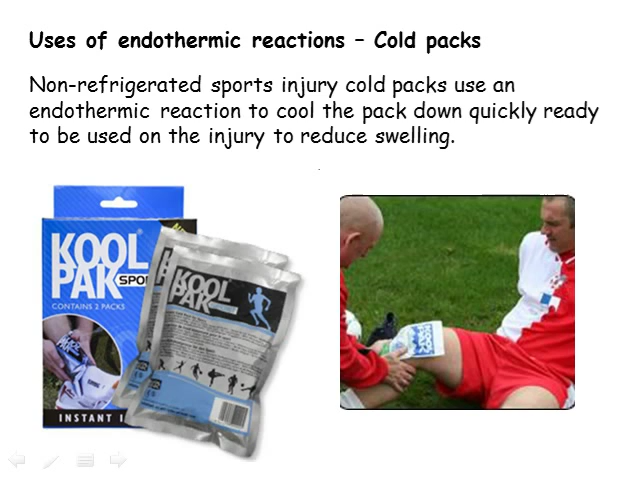 Uses of endothermic reactions – Cold packs
Non-refrigerated sports injury cold packs use an
endothermic reaction to cool the pack down quickly ready
to be used on the injury to reduce swelling.
KOOL
PAK
CONTAINS 2 PACKS
INSTANT
KOOL
PAK